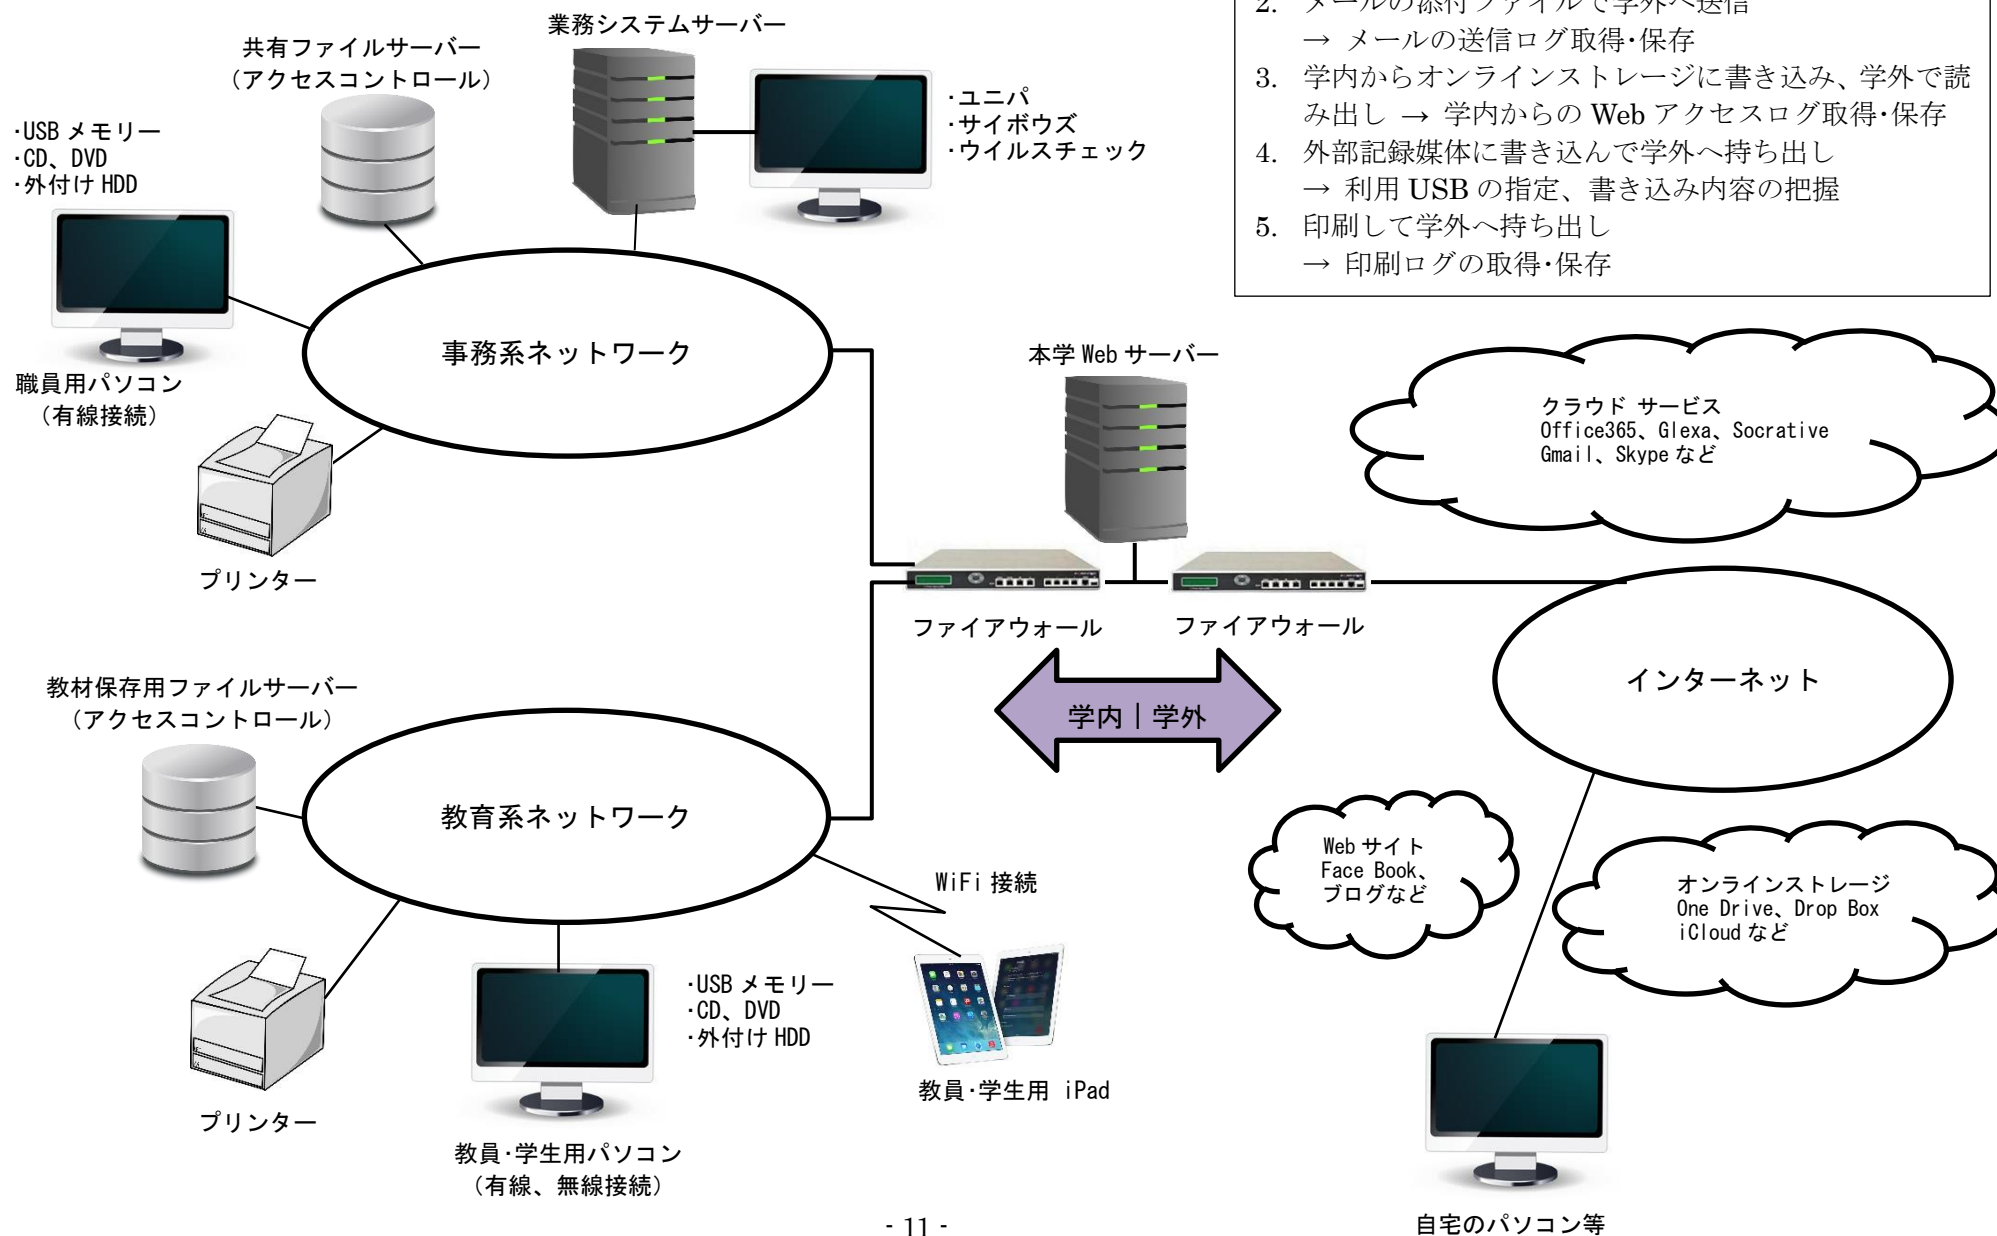 2. メールの添付ファイルで学外へ送信
→ メールの送信ログ取得・保存
3. 学内からオンラインストレージに書き込み、学外で読
み出し → 学内からの Web アクセスログ取得・保存
4. 外部記録媒体に書き込んで学外へ持ち出し
→ 利用 USB の指定、書き込み内容の把握
5. 印刷して学外へ持ち出し
→ 印刷ログの取得・保存
業務システムサーバー
共有ファイルサーバー
（アクセスコントロール）
・ユニパ
・サイボウズ
・ウイルスチェック
・USB メモリー
・CD、DVD
・外付け HDD
職員用パソコン
（有線接続）
事務系ネットワーク
プリンター
本学 Web サーバー
クラウド サービス
Office365、Glexa、Socrative
Gmail、Skype など
ファイアウォール
ファイアウォール
学内｜学外
インターネット
教材保存用ファイルサーバー
（アクセスコントロール）
教育系ネットワーク
WiFi 接続
Web サイト
Face Book、
ブログなど
オンラインストレージ
One Drive、Drop Box
iCloud など
プリンター
・USB メモリー
・CD、DVD
・外付け HDD
教員・学生用パソコン
（有線、無線接続）
教員・学生用 iPad
自宅のパソコン等
- 11 -